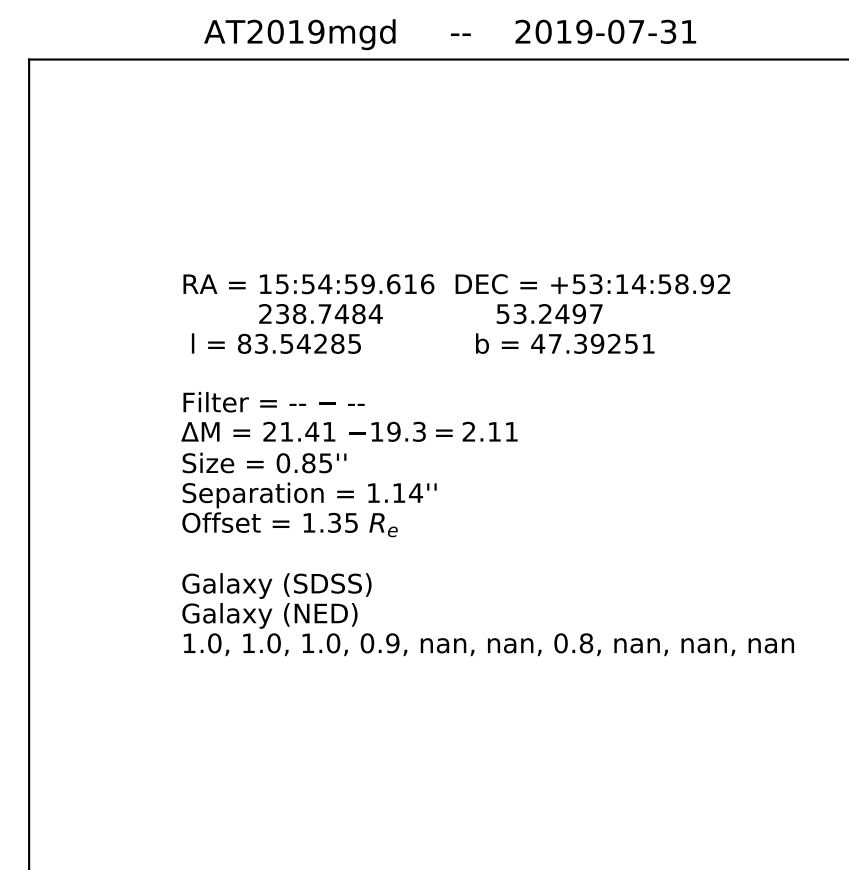 AT2019mgd -- 2019-07-31
RA = 15:54:59.616 DEC = +53:14:58.92
238.7484 53.2497
l = 83.54285 b = 47.39251
Filter = -- − --
ΔM = 21.41 −19.3 = 2.11
Size = 0.85''
Separation = 1.14''
Offset = 1.35 Rₑ
Galaxy (SDSS)
Galaxy (NED)
1.0, 1.0, 1.0, 0.9, nan, nan, 0.8, nan, nan, nan